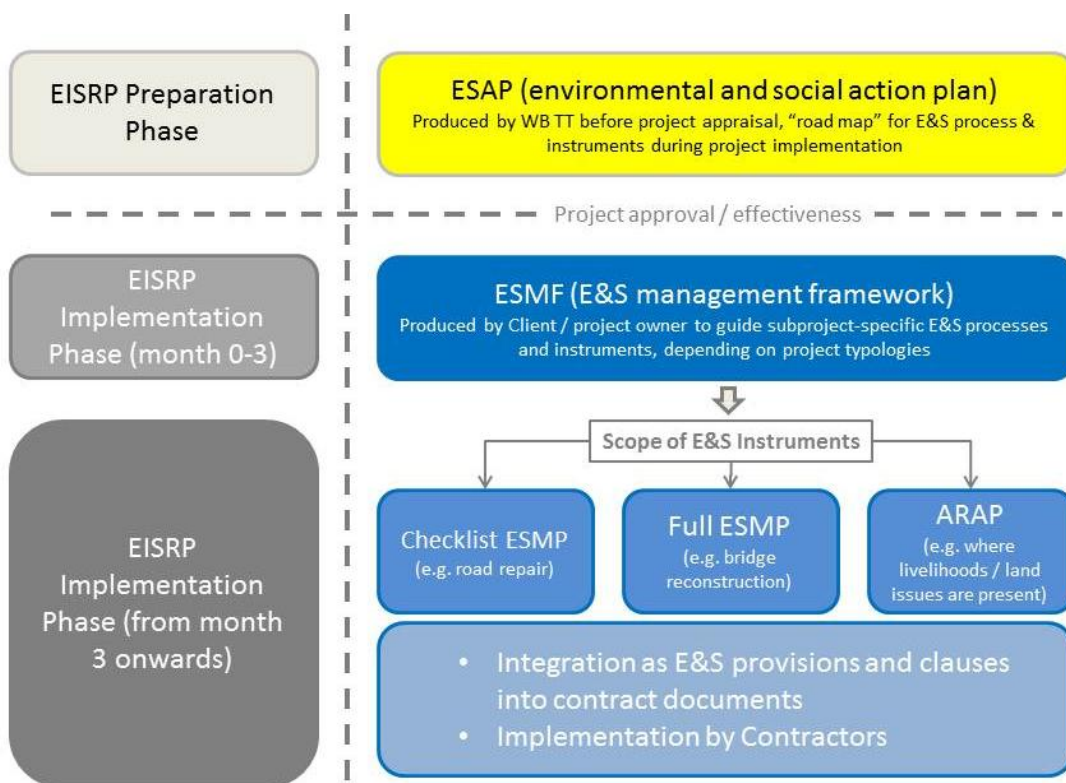 EISRP Preparation
Phase
ESAP (environmental and social action plan)
Produced by WB TT before project appraisal, “road map” for E&S process &
instruments during project implementation
Project approval / effectiveness
EISRP
Implementation
Phase (month 0-3)
ESMF (E&S management framework)
Produced by Client / project owner to guide subproject-specific E&S processes
and instruments, depending on project typologies
Scope of E&S Instruments
EISRP
Implementation
Phase (from month
3 onwards)
Checklist ESMP
(e.g. road repair)
Full ESMP
(e.g. bridge
reconstruction)
ARAP
(e.g. where
livelihoods / land
issues are present)
• Integration as E&S provisions and clauses
into contract documents
• Implementation by Contractors